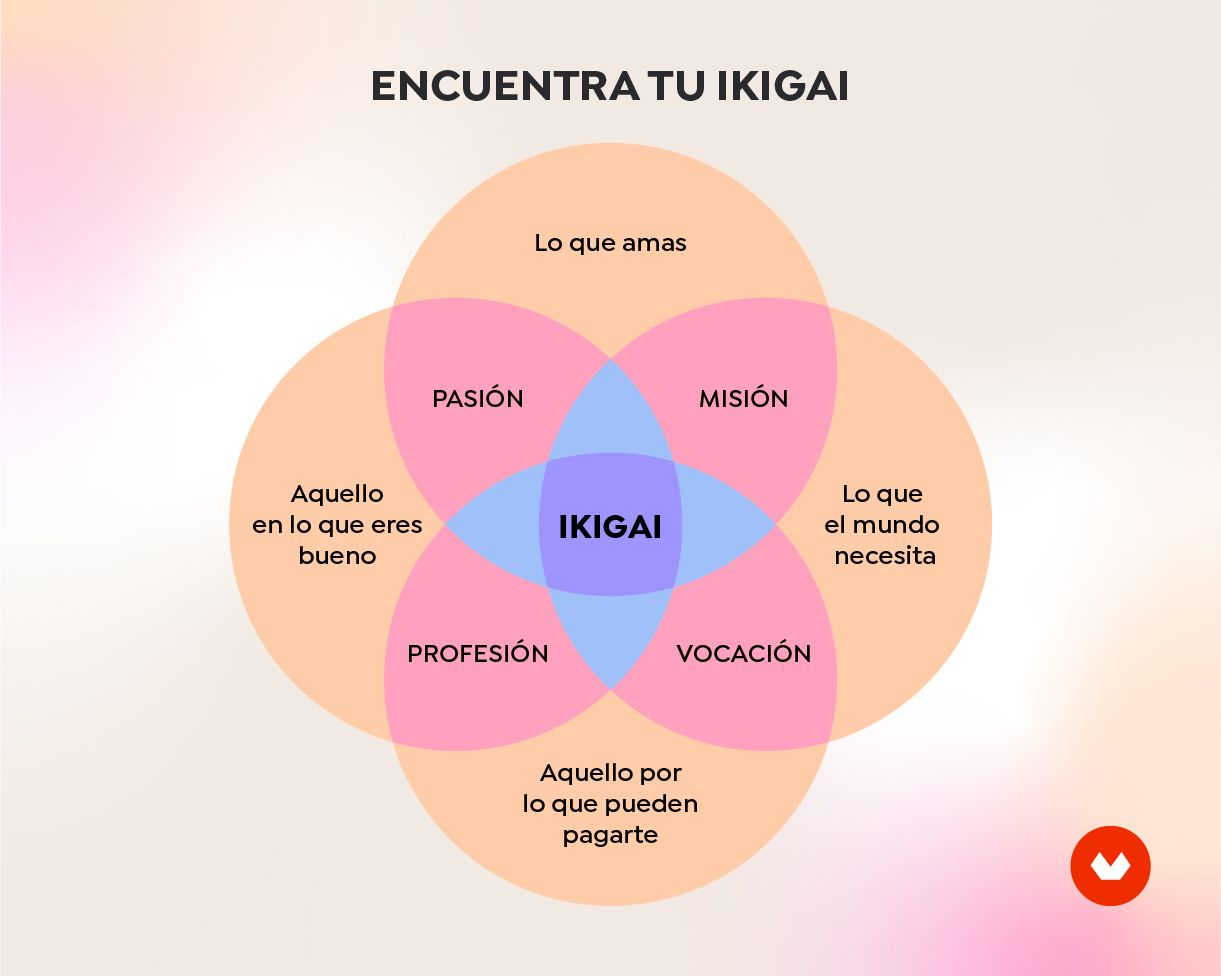 ENCUENTRA TU IKIGAI
Lo que amas
PASIÓN
MISIÓN
Aquello
en lo que eres
bueno
IKIGAI
Lo que
el mundo
necesita
PROFESIÓN
VOCACIÓN
Aquello por
lo que pueden
pagarte